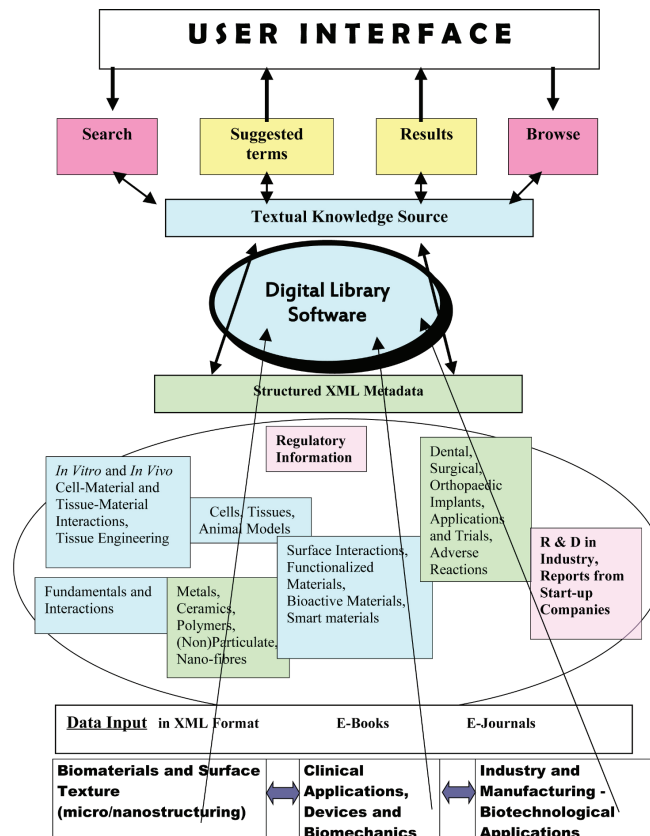 USER INTERFACE
Search
Suggested
terms
Results
Browse
Textual Knowledge Source
Digital Library
Software
Structured XML Metadata
Regulatory
Information
In Vitro and In Vivo
Cell-Material and
Tissue-Material
Interactions,
Tissue Engineering
Cells, Tissues,
Animal Models
Dental,
Surgical,
Orthopaedic
Implants,
Applications
and Trials,
Adverse
Reactions
R & D in
Industry,
Reports from
Start-up
Companies
Fundamentals and
Interactions
Metals,
Ceramics,
Polymers,
(Non)Particulate,
Nano-fibres
Surface Interactions,
Functionalized
Materials,
Bioactive Materials,
Smart materials
Data Input in XML Format E-Books E-Journals
Biomaterials and Surface
Texture
(micro/nanostructuring)
Clinical
Applications,
Devices and
Biomechanics
Industry and
Manufacturing -
Biotechnological
Applications